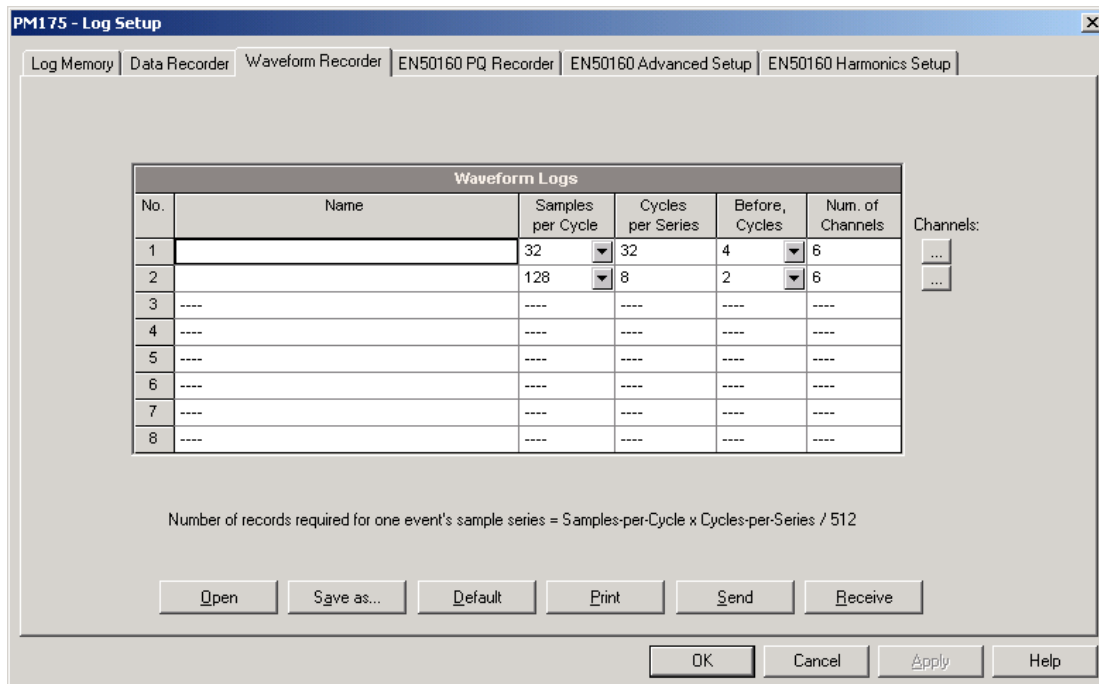 PM175 - Log Setup
Log Memory Data Recorder Waveform Recorder EN50160 PQ Recorder EN50160 Advanced Setup EN50160 Harmonics Setup
Waveform Logs
No. Name Samples per Cycle Cycles per Series Before, Cycles Num. of Channels Channels:
1 32 32 4 6 ...
2 128 8 2 6 ...
3 ---- ---- ---- ---- ----
4 ---- ---- ---- ---- ----
5 ---- ---- ---- ---- ----
6 ---- ---- ---- ---- ----
7 ---- ---- ---- ---- ----
8 ---- ---- ---- ---- ----
Number of records required for one event's sample series = Samples-per-Cycle x Cycles-per-Series / 512
Open Save as... Default Print Send Receive
OK Cancel Apply Help